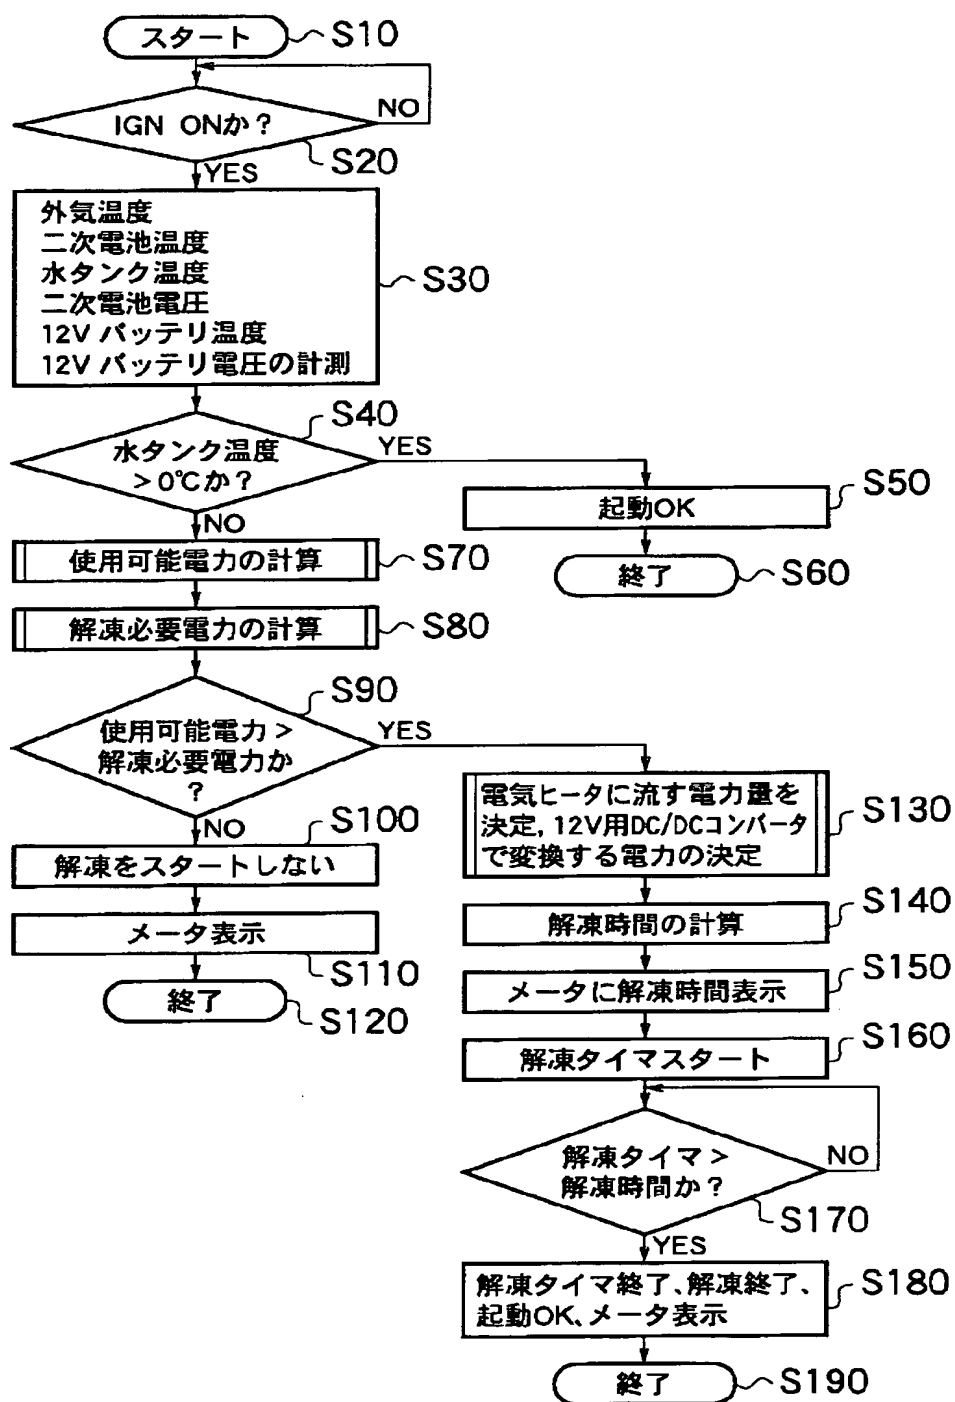 スタート
S10
IGN ONか？
NO
S20
YES
外気温度
二次電池温度
水タンク温度
二次電池電圧
12V バッテリ温度
12V バッテリ電圧の計測
S30
S40
水タンク温度
＞0℃か？
YES
NO
起動OK
S50
終了
S60
使用可能電力の計算
S70
解凍必要電力の計算
S80
S90
使用可能電力＞
解凍必要電力か
？
YES
NO
解凍をスタートしない
S100
メータ表示
S110
終了
S120
電気ヒータに流す電力量を
決定，12V用DC/DCコンバータ
で変換する電力の決定
S130
解凍時間の計算
S140
メータに解凍時間表示
S150
解凍タイマスタート
S160
解凍タイマ＞
解凍時間か？
NO
S170
YES
解凍タイマ終了、解凍終了、
起動OK、メータ表示
S180
終了
S190